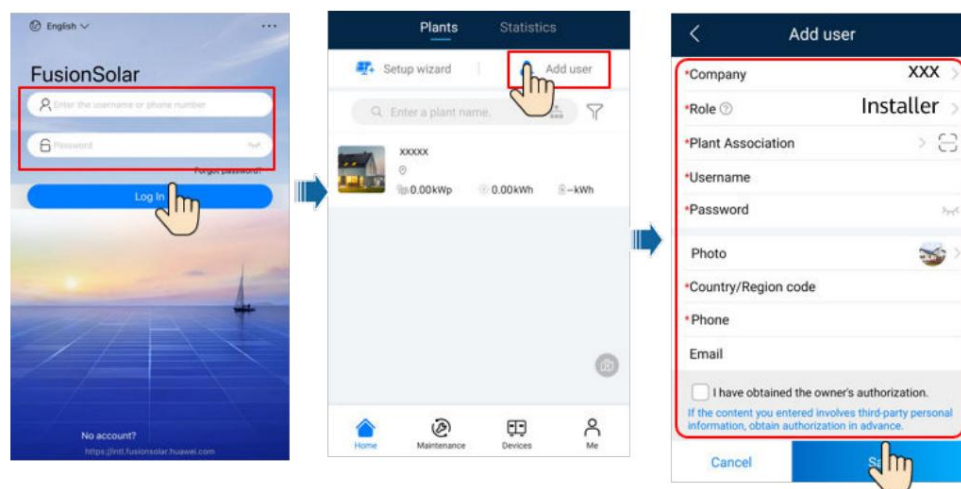 English
...
FusionSolar
Enter the username or phone number
Password
Forgot password?
Log In
No account?
https://intl.fusionsolar.huawei.com
Plants Statistics
Setup wizard Add user
Enter a plant name.
xxxxx
0.00kWp 0.00kWh --kWh
Home Maintenance Devices Me
Add user
*Company XXX
*Role Installer
*Plant Association
*Username
*Password
Photo
*Country/Region code
*Phone
Email
I have obtained the owner's authorization.
If the content you entered involves third-party personal
information, obtain authorization in advance.
Cancel